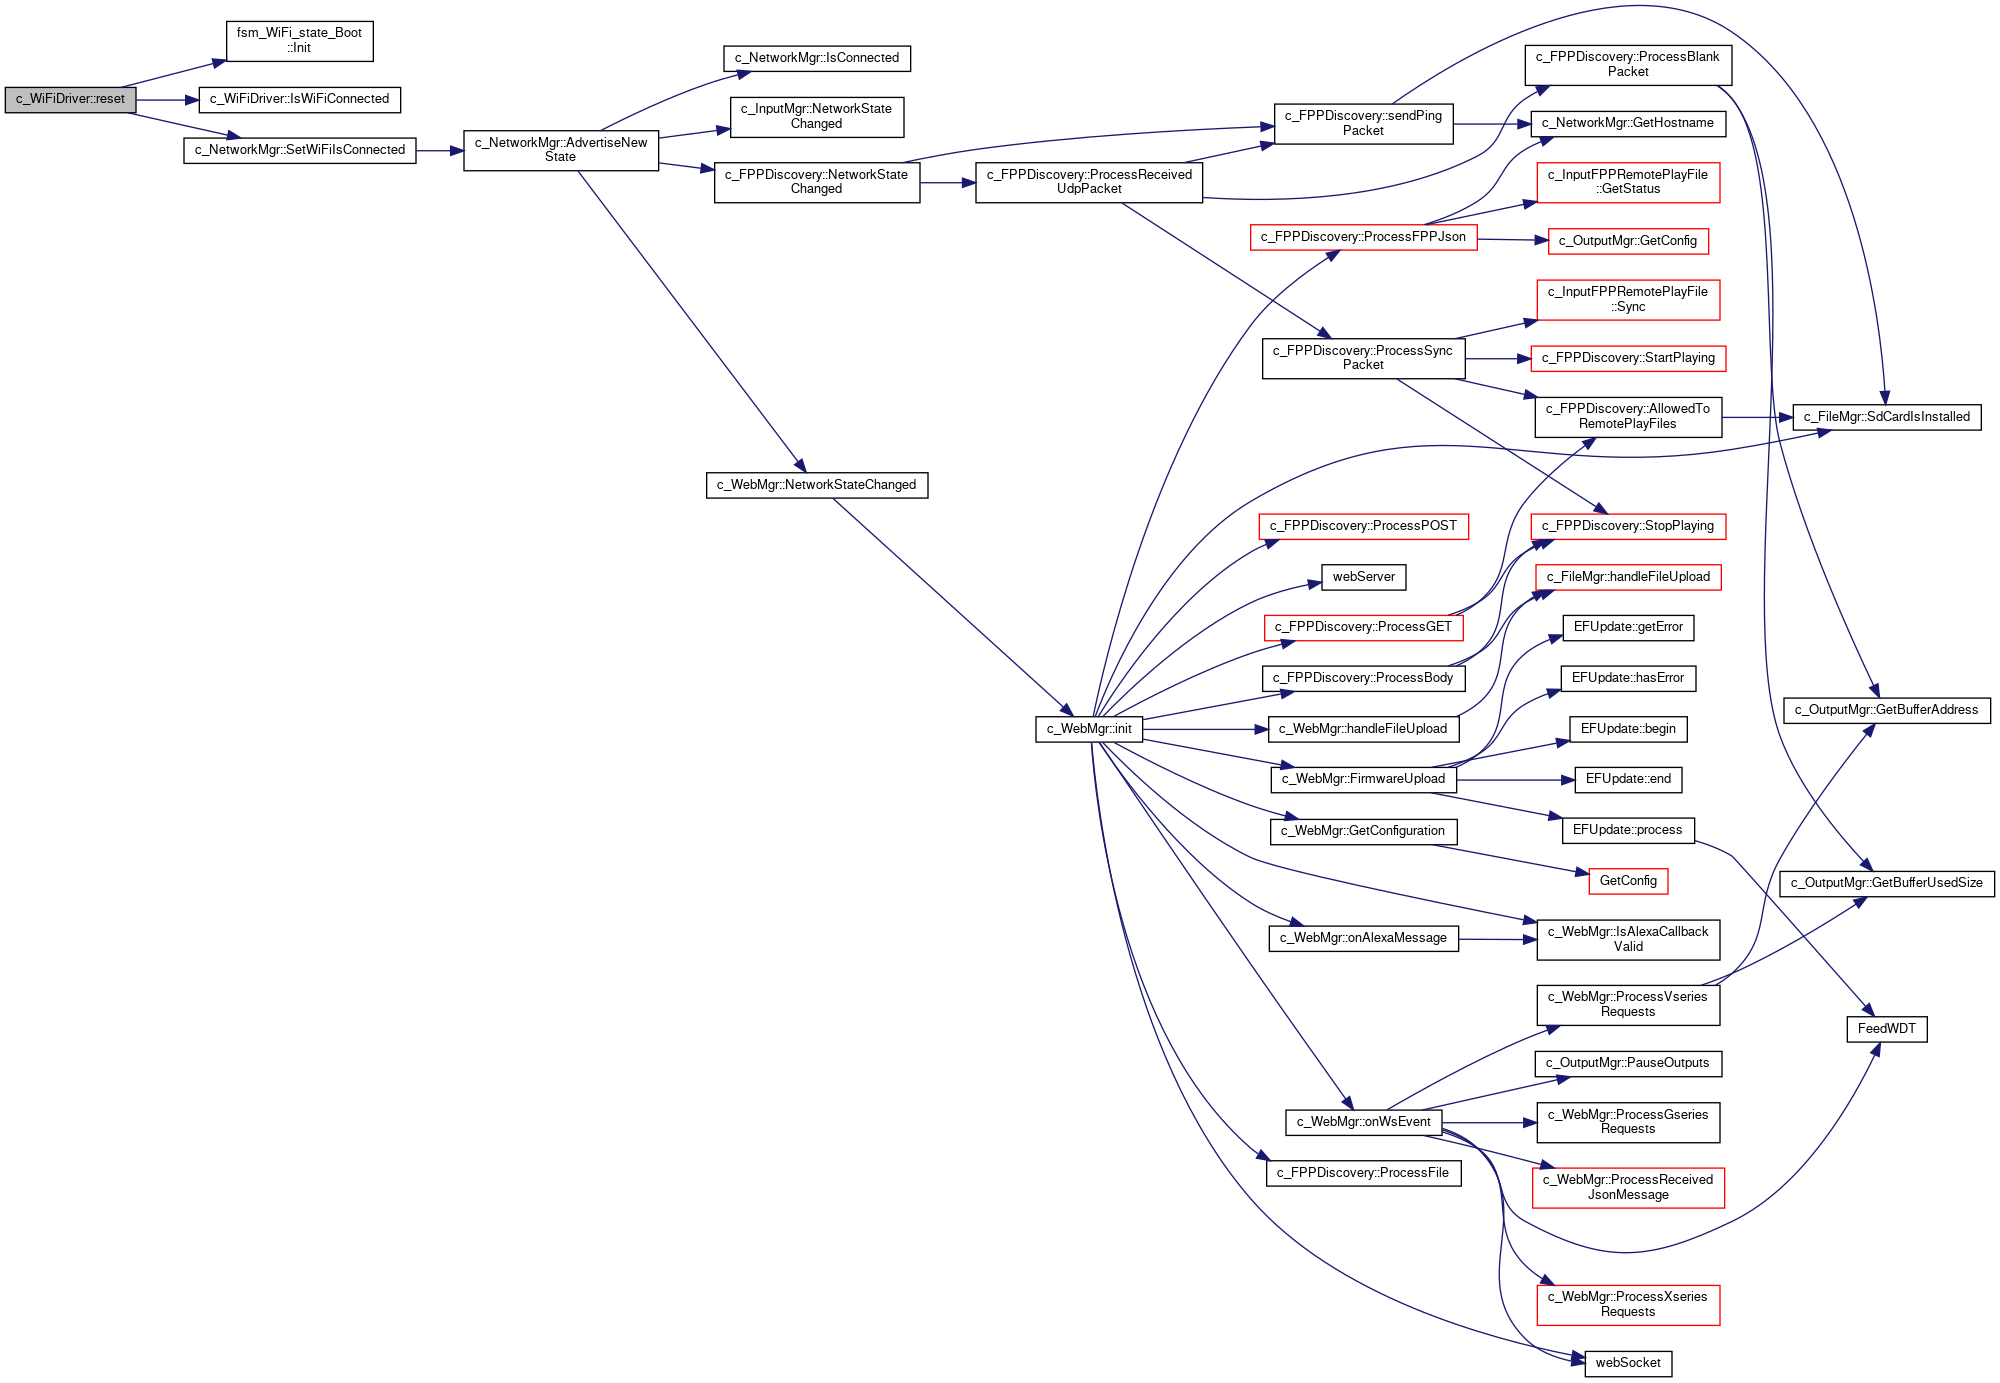 c_WiFiDriver::reset
fsm_WiFi_state_Boot
::Init
c_WiFiDriver::IsWiFiConnected
c_NetworkMgr::SetWiFiIsConnected
c_NetworkMgr::AdvertiseNew
State
c_NetworkMgr::IsConnected
c_InputMgr::NetworkState
Changed
c_FPPDiscovery::NetworkState
Changed
c_WebMgr::NetworkStateChanged
c_FPPDiscovery::ProcessReceived
UdpPacket
c_WebMgr::init
c_FPPDiscovery::sendPing
Packet
c_FPPDiscovery::ProcessFPPJson
c_FPPDiscovery::ProcessSync
Packet
c_FPPDiscovery::ProcessPOST
webServer
c_FPPDiscovery::ProcessGET
c_FPPDiscovery::ProcessBody
c_WebMgr::handleFileUpload
c_WebMgr::FirmwareUpload
c_WebMgr::GetConfiguration
c_WebMgr::onAlexaMessage
c_WebMgr::onWsEvent
c_FPPDiscovery::ProcessFile
c_FPPDiscovery::ProcessBlank
Packet
c_NetworkMgr::GetHostname
c_InputFPPRemotePlayFile
::GetStatus
c_OutputMgr::GetConfig
c_InputFPPRemotePlayFile
::Sync
c_FPPDiscovery::StartPlaying
c_FPPDiscovery::AllowedTo
RemotePlayFiles
c_FPPDiscovery::StopPlaying
c_FileMgr::handleFileUpload
EFUpdate::getError
EFUpdate::hasError
EFUpdate::begin
EFUpdate::end
EFUpdate::process
GetConfig
c_WebMgr::IsAlexaCallback
Valid
c_WebMgr::ProcessVseries
Requests
c_OutputMgr::PauseOutputs
c_WebMgr::ProcessGseries
Requests
c_WebMgr::ProcessReceived
JsonMessage
c_WebMgr::ProcessXseries
Requests
webSocket
c_FileMgr::SdCardIsInstalled
c_OutputMgr::GetBufferAddress
c_OutputMgr::GetBufferUsedSize
FeedWDT